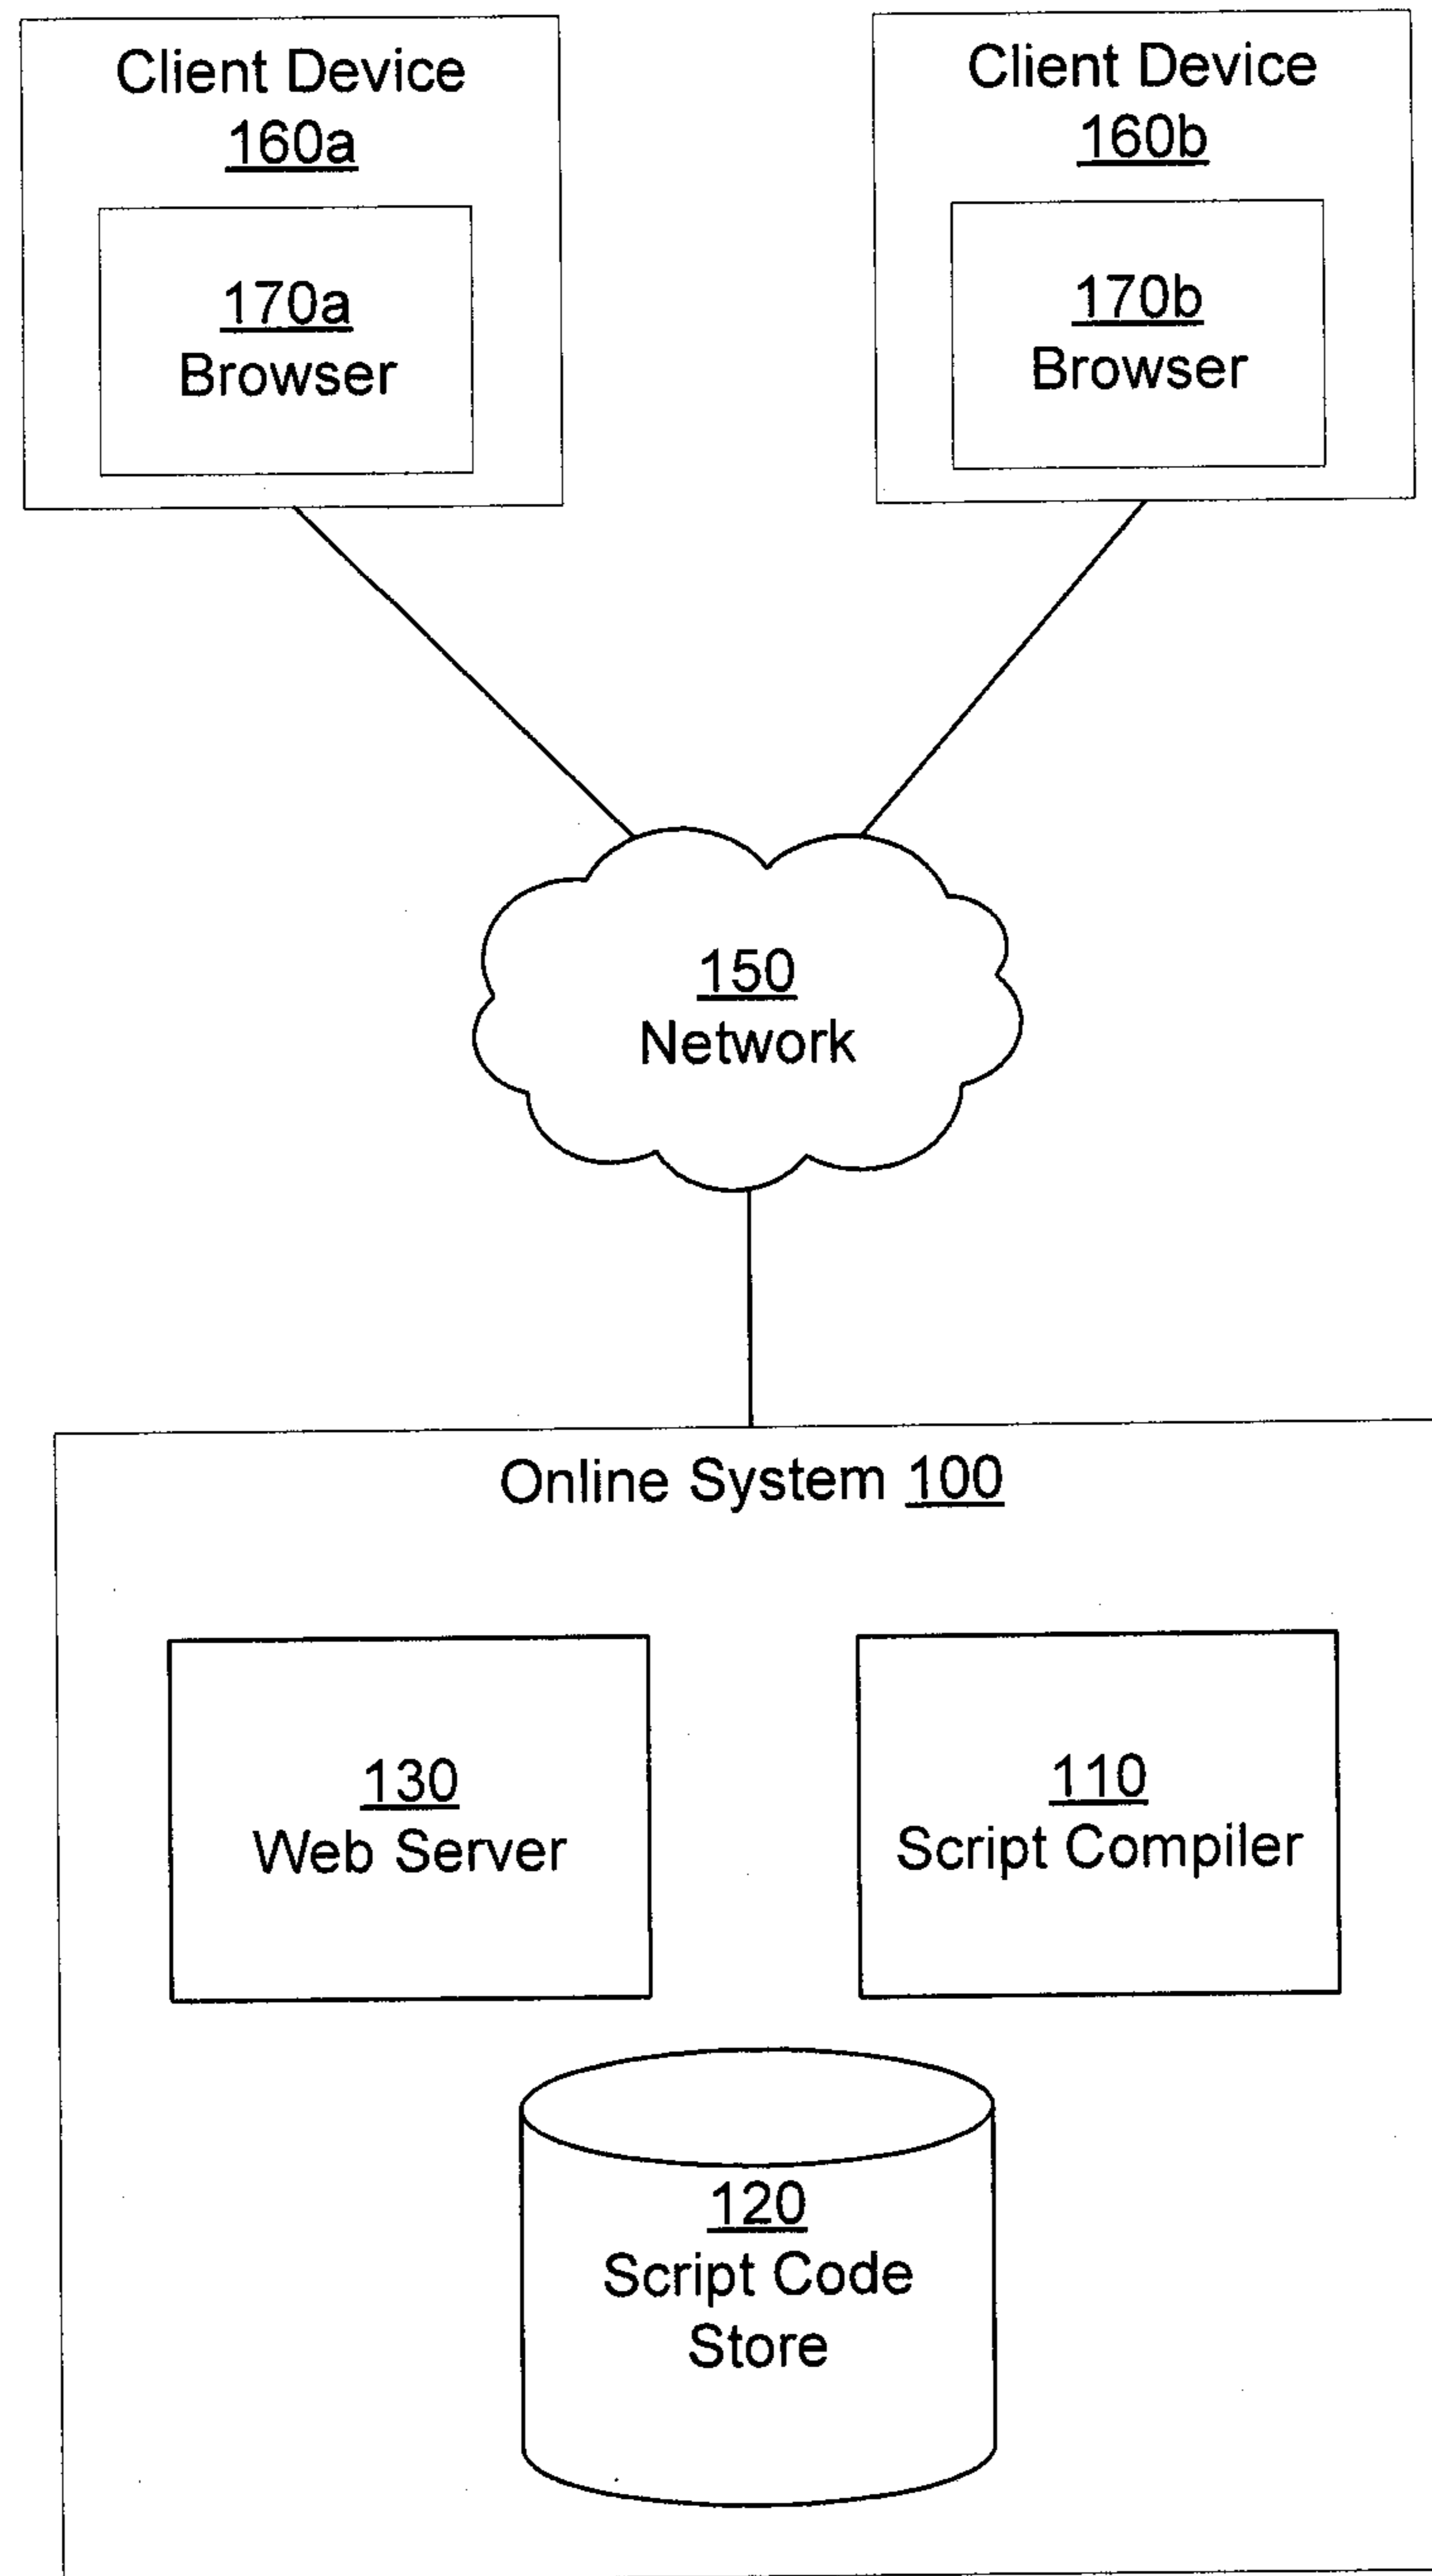 Client Device
160a
170a
Browser
Client Device
160b
170b
Browser
150
Network
Online System 100
130
Web Server
110
Script Compiler
120
Script Code
Store